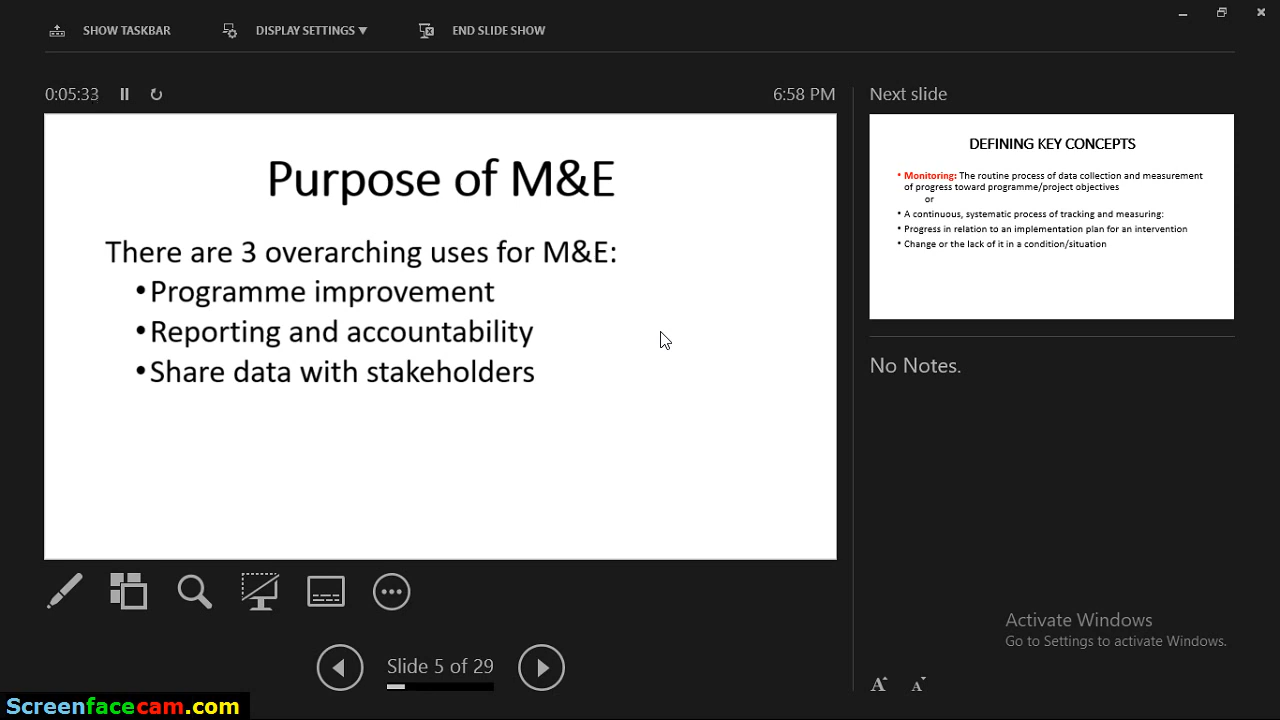 SHOW TASKBAR
DISPLAY SETTINGS ▼
END SLIDE SHOW
0:05:33
6:58 PM
Purpose of M&E
There are 3 overarching uses for M&E:
•Programme improvement
•Reporting and accountability
•Share data with stakeholders
Next slide
DEFINING KEY CONCEPTS
• Monitoring: The routine process of data collection and measurement
of progress toward programme/project objectives
or
• A continuous, systematic process of tracking and measuring:
• Progress in relation to an implementation plan for an intervention
• Change or the lack of it in a condition/situation
No Notes.
Slide 5 of 29
Activate Windows
Go to Settings to activate Windows.
A A
Screenfacecam.com